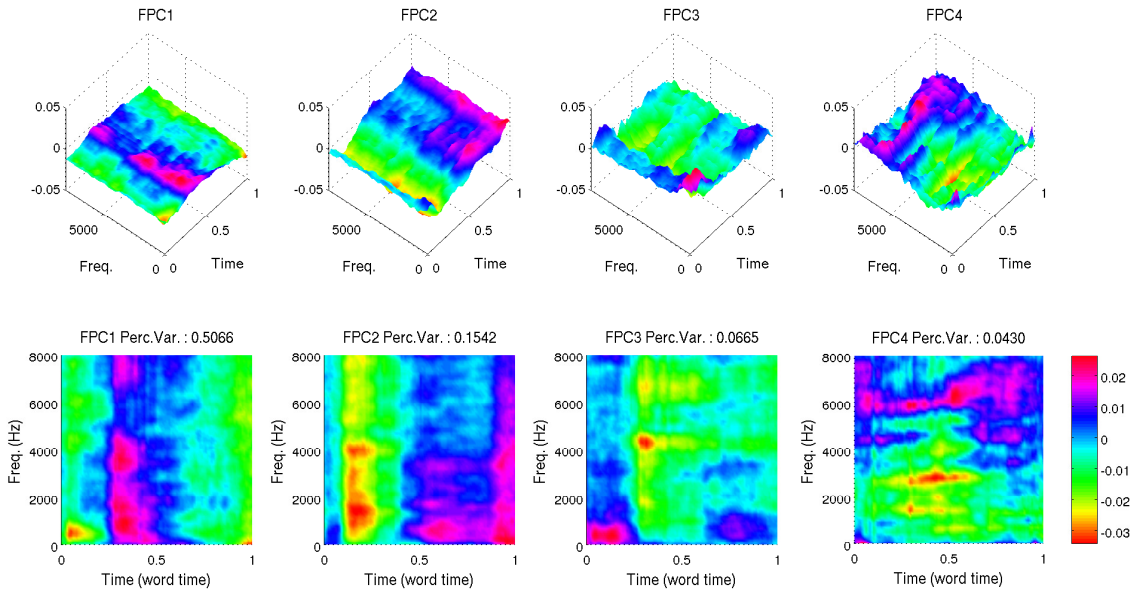 FPC1 FPC2 FPC3 FPC4
0.05 0.05 0.05 0.05
0 0 0 0
-0.05 -0.05 -0.05 -0.05
1 1 1 1
5000 0.5 5000 0.5 5000 0.5 5000 0.5
Freq. 0 0 Time Freq. 0 0 Time Freq. 0 0 Time Freq. 0 0 Time
FPC1 Perc.Var. : 0.5066 FPC2 Perc.Var. : 0.1542 FPC3 Perc.Var. : 0.0665 FPC4 Perc.Var. : 0.0430
8000 8000 8000 8000
6000 6000 6000 6000
4000 4000 4000 4000
2000 2000 2000 2000
0 0 0 0
Freq. (Hz) Freq. (Hz) Freq. (Hz) Freq. (Hz)
0 0.5 1 0 0.5 1 0 0.5 1 0 0.5 1
Time (word time) Time (word time) Time (word time) Time (word time)
0.02
0.01
0
-0.01
-0.02
-0.03